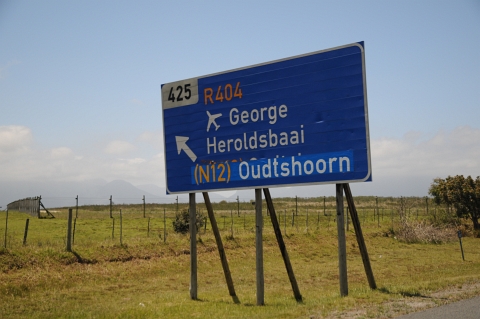 425
R404
George
Heroldsbaai
(N12) Oudtshoorn